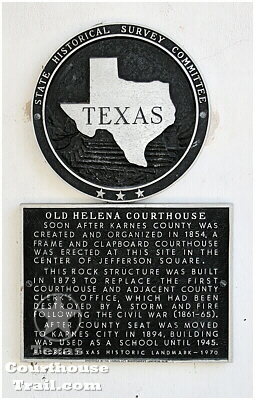 STATE HISTORICAL SURVEY COMMITTEE
TEXAS
OLD HELENA COURTHOUSE
SOON AFTER KARNES COUNTY WAS
CREATED AND ORGANIZED IN 1854, A
FRAME AND CLAPBOARD COURTHOUSE
WAS ERECTED AT THIS SITE IN THE
CENTER OF JEFFERSON SQUARE.
THIS ROCK STRUCTURE WAS BUILT
IN 1873 TO REPLACE THE FIRST
COURTHOUSE AND ADJACENT COUNTY
CLERK'S OFFICE, WHICH HAD BEEN
DESTROYED BY A STORM AND FIRE
FOLLOWING THE CIVIL WAR (1861-65).
AFTER COUNTY SEAT WAS MOVED
TO KARNES CITY IN 1894, BUILDING
WAS USED AS A SCHOOL UNTIL 1945.
TEXAS HISTORIC LANDMARK-1970
Texas
Courthouse
Trail.com